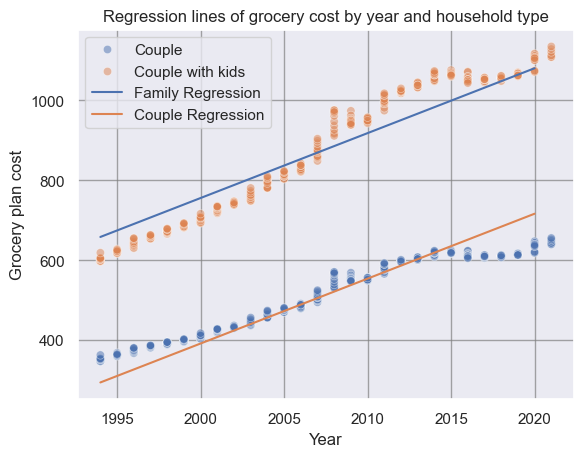 Regression lines of grocery cost by year and household type
Couple
Couple with kids
Family Regression
Couple Regression
Grocery plan cost
1000
800
600
400
1995 2000 2005 2010 2015 2020
Year